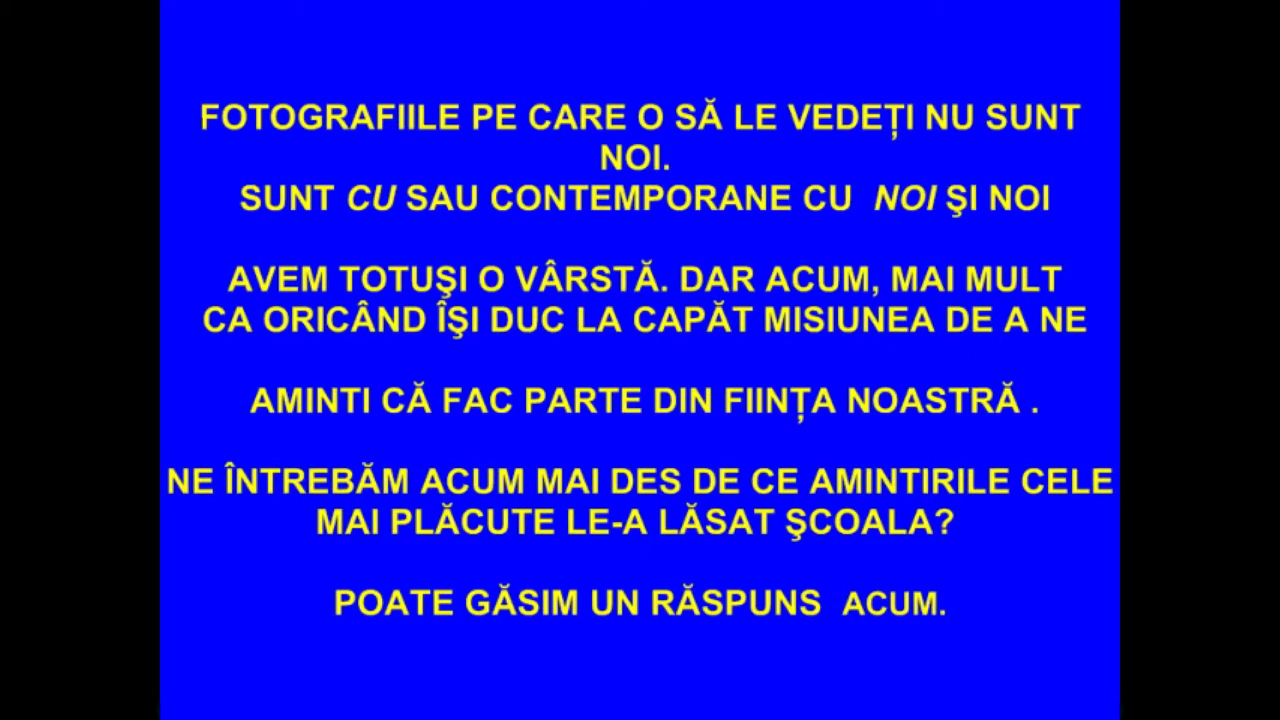 FOTOGRAFIILE PE CARE O SĂ LE VEDEȚI NU SUNT
NOI.
SUNT CU SAU CONTEMPORANE CU NOI ŞI NOI
AVEM TOTUŞI O VÂRSTĂ. DAR ACUM, MAI MULT
CA ORICÂND ÎŞI DUC LA CAPĂT MISIUNEA DE A NE
AMINTI CĂ FAC PARTE DIN FIINȚA NOASTRĂ .
NE ÎNTREBĂM ACUM MAI DES DE CE AMINTIRILE CELE
MAI PLĂCUTE LE-A LĂSAT ŞCOALA?
POATE GĂSIM UN RĂSPUNS ACUM.